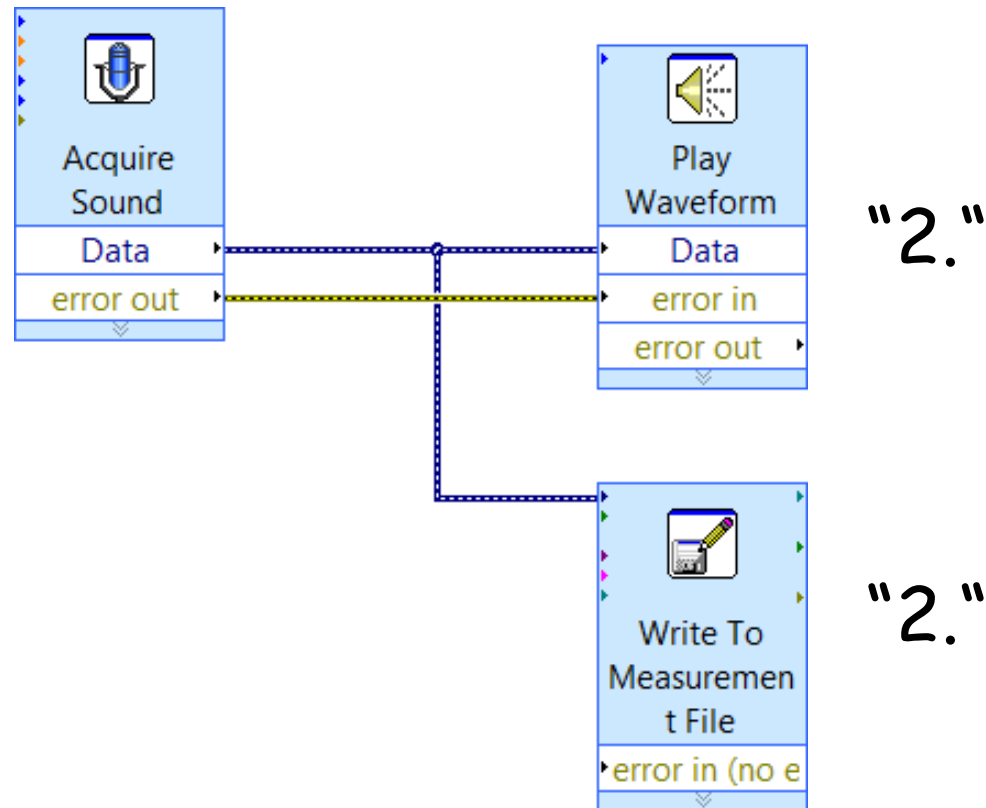 Acquire
Sound
Data
error out
Play
Waveform
Data
error in
error out
"2."
Write To
Measuremen
t File
error in (no e
"2."